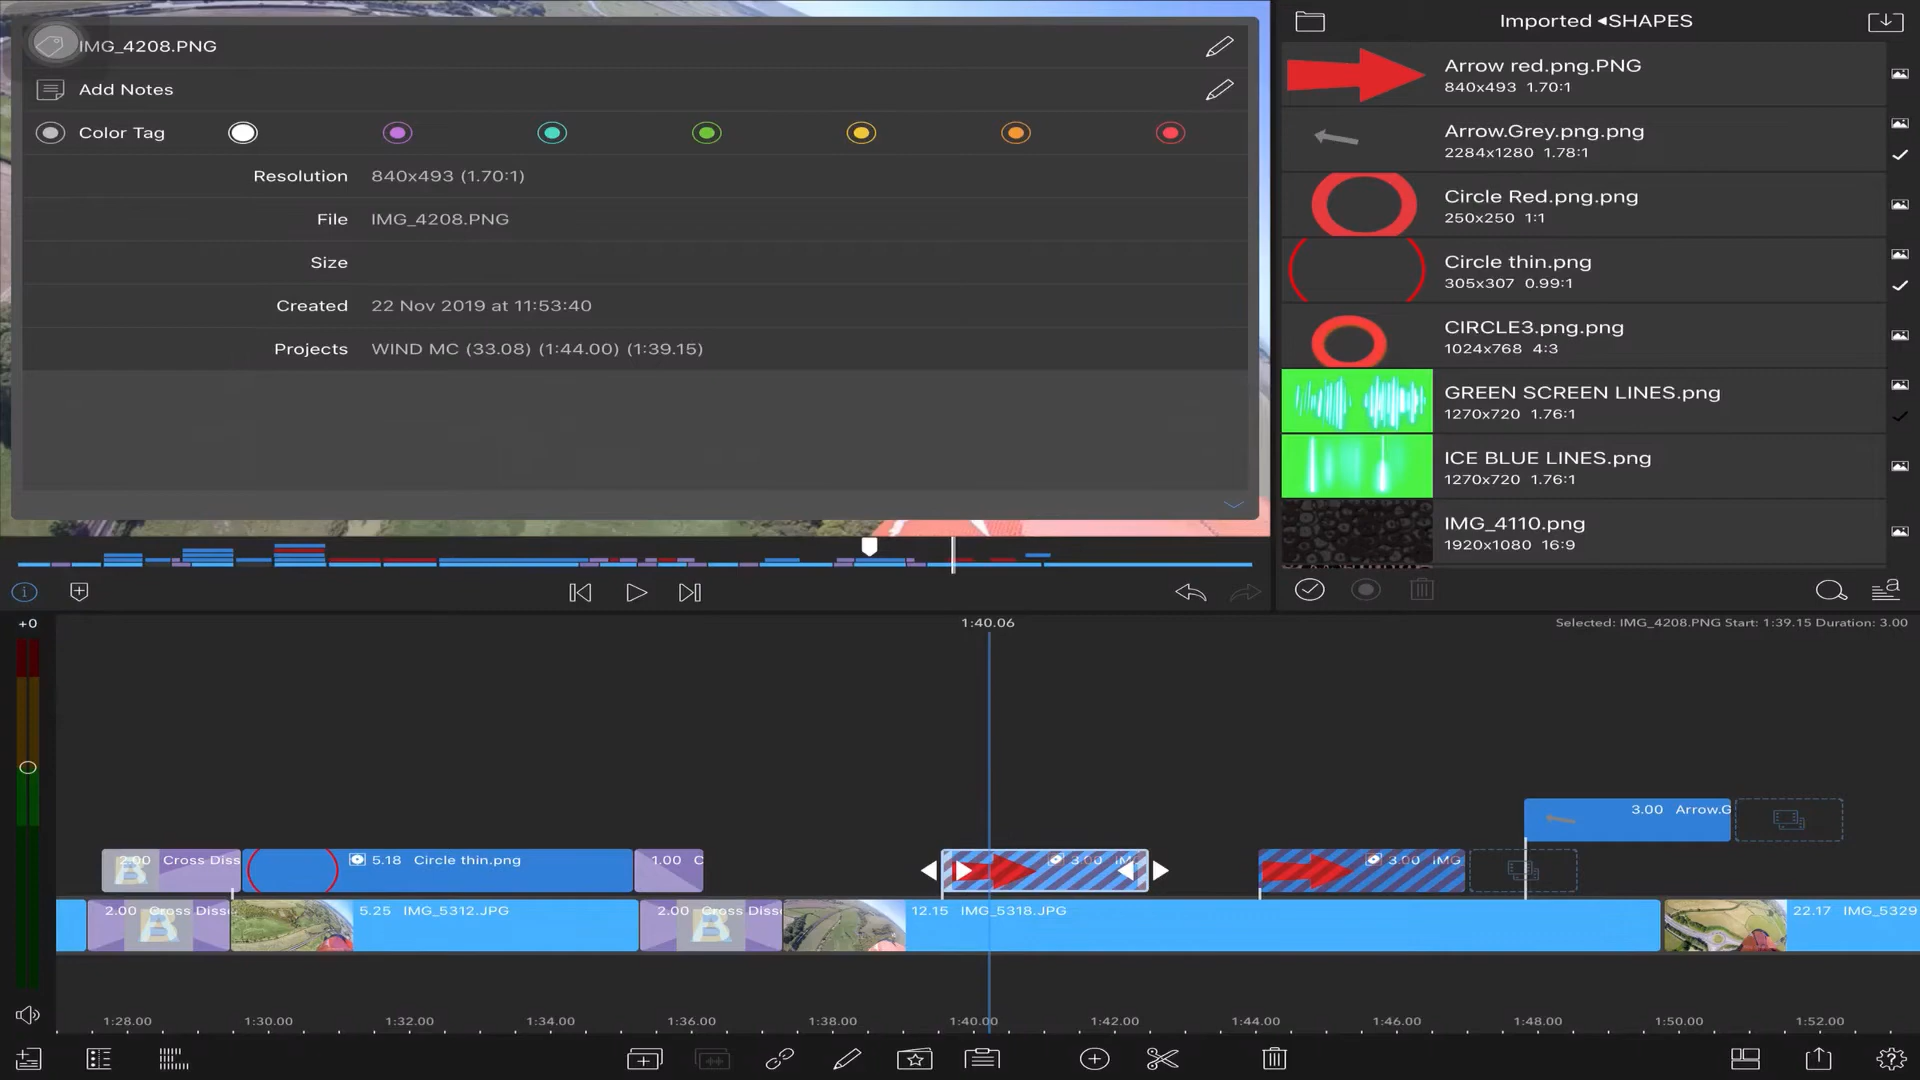 IMG_4208.PNG
Add Notes
Color Tag
Resolution 840x493 (1.70:1)
File IMG_4208.PNG
Size
Created 22 Nov 2019 at 11:53:40
Projects WIND MC (33.08) (1:44.00) (1:39.15)
Imported ◂SHAPES
Arrow red.png.PNG
840x493 1.70:1
Arrow.Grey.png.png
2284x1280 1.78:1
Circle Red.png.png
250x250 1:1
Circle thin.png
305x307 0.99:1
CIRCLE3.png.png
1024x768 4:3
GREEN SCREEN LINES.png
1270x720 1.76:1
ICE BLUE LINES.png
1270x720 1.76:1
IMG_4110.png
1920x1080 16:9
+0
1:40.06
Selected: IMG_4208.PNG Start: 1:39.15 Duration: 3.00
3.00 Arrow.G
2.00 Cross Diss
5.18 Circle thin.png
1.00 C
3.00 IM
3.00 IMG
2.00 Cross Diss
5.25 IMG_5312.JPG
2.00 Cross Diss
12.15 IMG_5318.JPG
22.17 IMG_5329
1:28.00 1:30.00 1:32.00 1:34.00 1:36.00 1:38.00 1:40.00 1:42.00 1:44.00 1:46.00 1:48.00 1:50.00 1:52.00